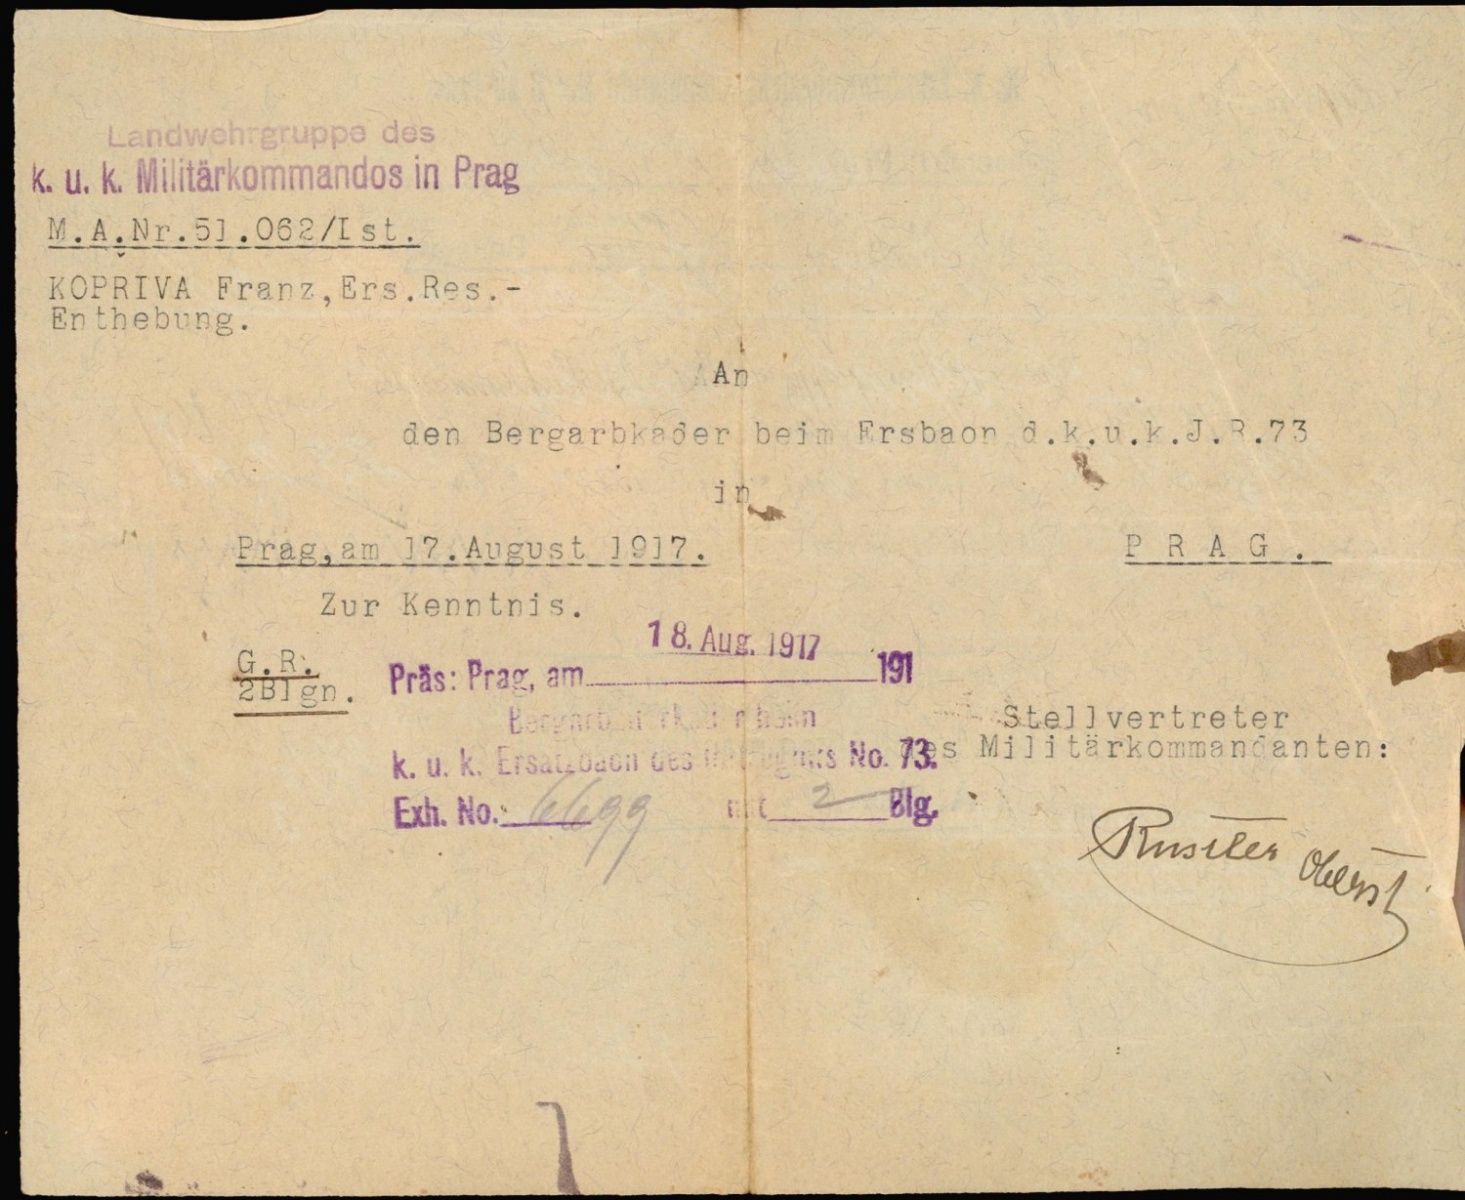 Landwehrgruppe des
k. u. k. Militärkommandos in Prag
M.A.Nr.51.062/Ist.
KOPŘIVA Franz,Ers.Res.-
Enthebung.
An
den Bergarbkader beim Ersbaon d.k.u.k.J.R.73
in
Prag,am 17.August 1917.
PRAG.
Zur Kenntnis.
G.R.
2Blgn.
18. Aug. 1917
Präs: Prag, am 191
k. u. k. Ersatzbaon des No. 73.
Exh. No. 6699 mit 2 Blg.
Stellvertreter
des Militärkommandanten:
Oberst